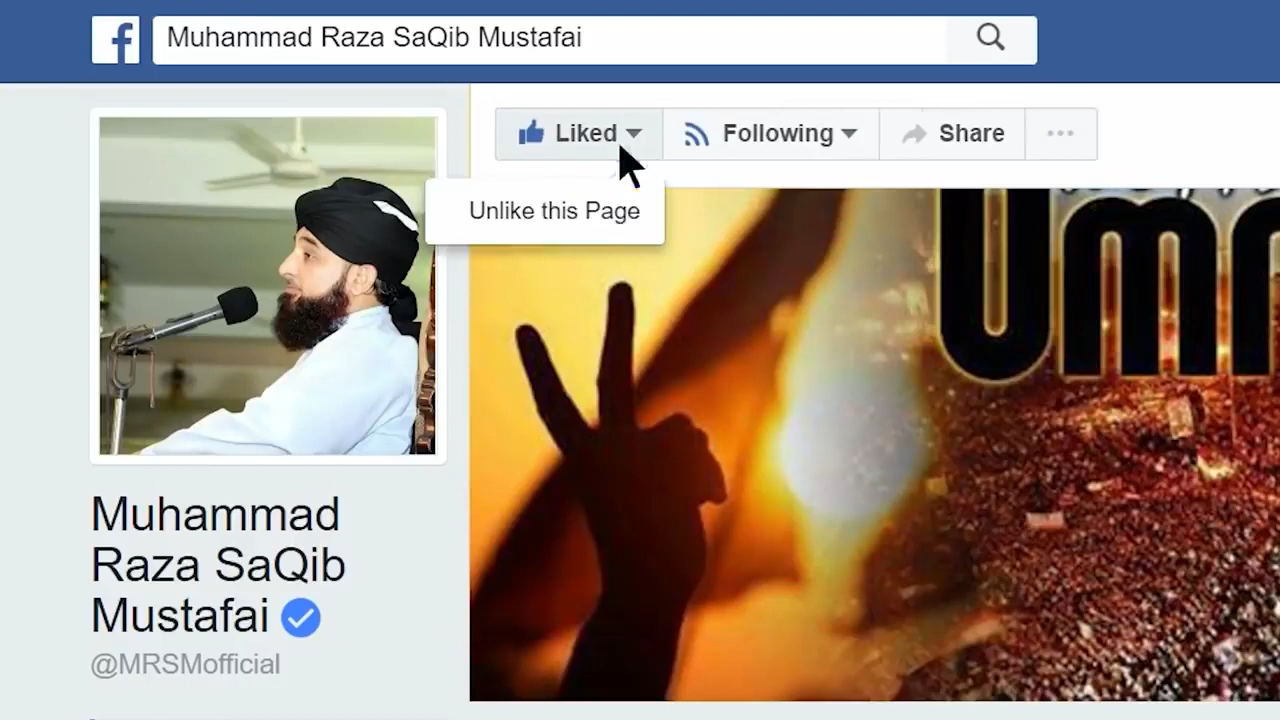 Muhammad Raza SaQib Mustafai
Liked
Following
Share
Unlike this Page
Muhammad
Raza SaQib
Mustafai
@MRSMofficial